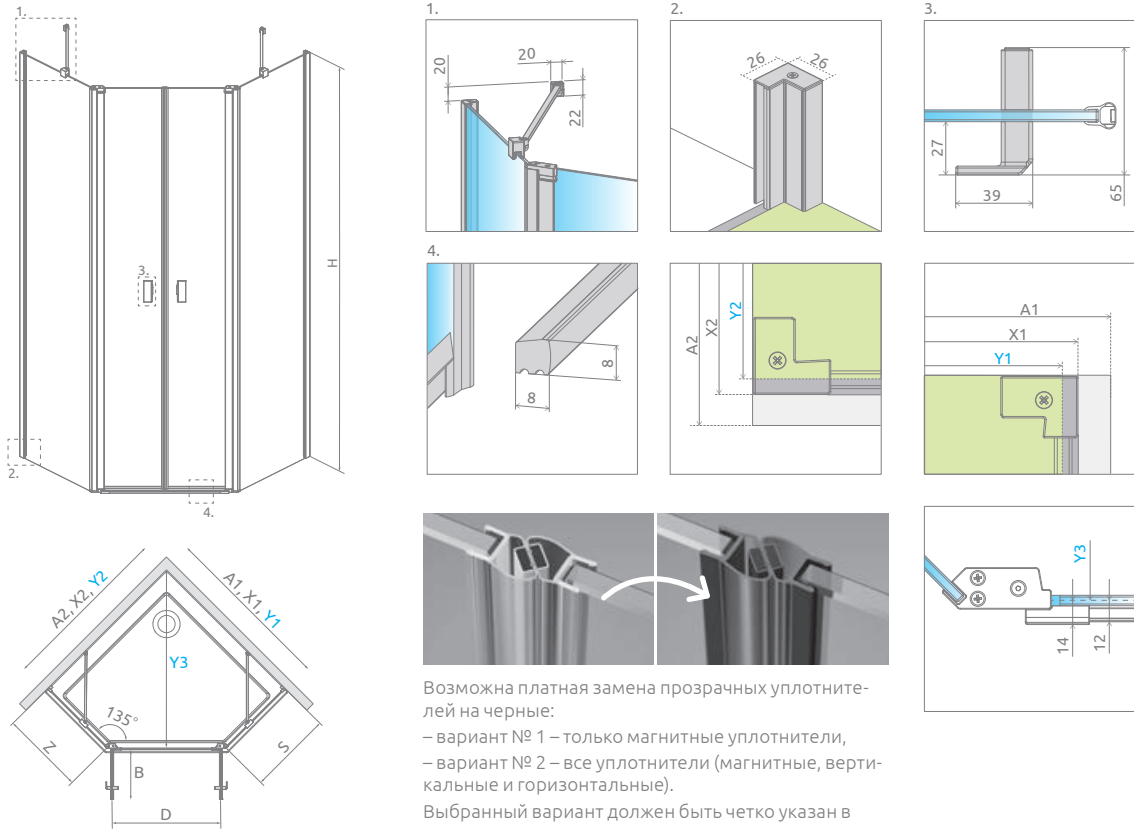 1.
H
3.
2.
4.
A2, X2, Y2
A1, X1, Y1
Y3
135°
Z
S
B
D
1.
20
20
22
2.
26
26
3.
27
39
65
4.
8
8
A2
X2
Y2
A1
X1
Y1
Y3
14
12
Возможна платная замена прозрачных уплотните-
лей на черные:
– вариант № 1 – только магнитные уплотнители,
– вариант № 2 – все уплотнители (магнитные, верти-
кальные и горизонтальные).
Выбранный вариант должен быть четко указан в